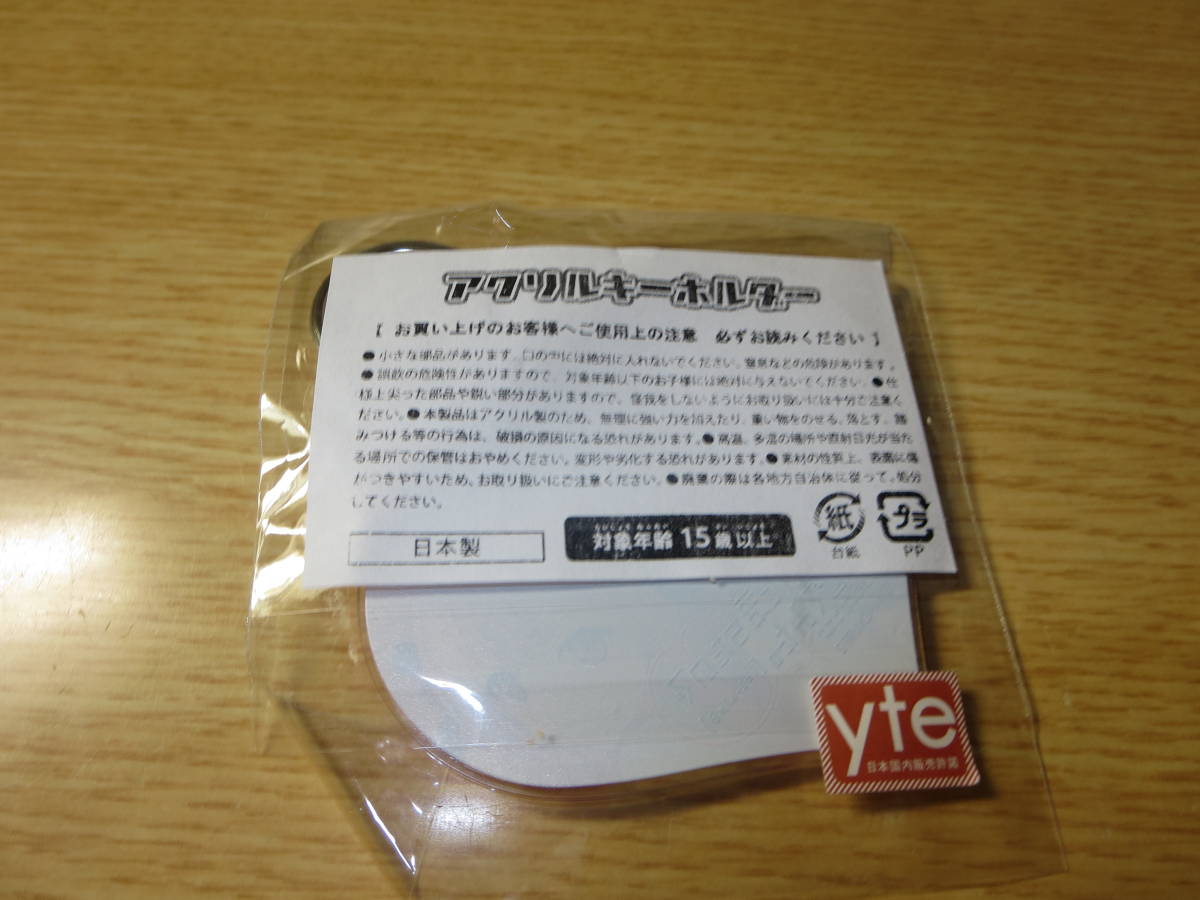 アクリルキーホルダー
【 お買い上げのお客様へご使用上の注意 必ずお読みください 】
●小さな部品があります。口の中には絶対に入れないでください。窒息などの危険があります。
●誤飲の危険性がありますので、対象年齢以下のお子様には絶対に与えないでください。●仕
様上尖った部品や鋭い部分がありますので、怪我をしないようにお取り扱いには十分ご注意く
ださい。●本製品はアクリル製のため、無理に強い力を加えたり、重い物をのせる、落とす、踏
みつける等の行為は、破損の原因になる恐れがあります。●高温、多湿の場所や直射日光が当た
る場所での保管はおやめください。変形や劣化する恐れがあります。●素材の性質上、表面に傷
がつきやすいため、お取り扱いにご注意ください。●廃棄の際は各地方自治体に従って、処分
してください。
日本製
対象年齢 15歳以上
紙
台紙
プラ
PP
yte
日本国内販売許諾